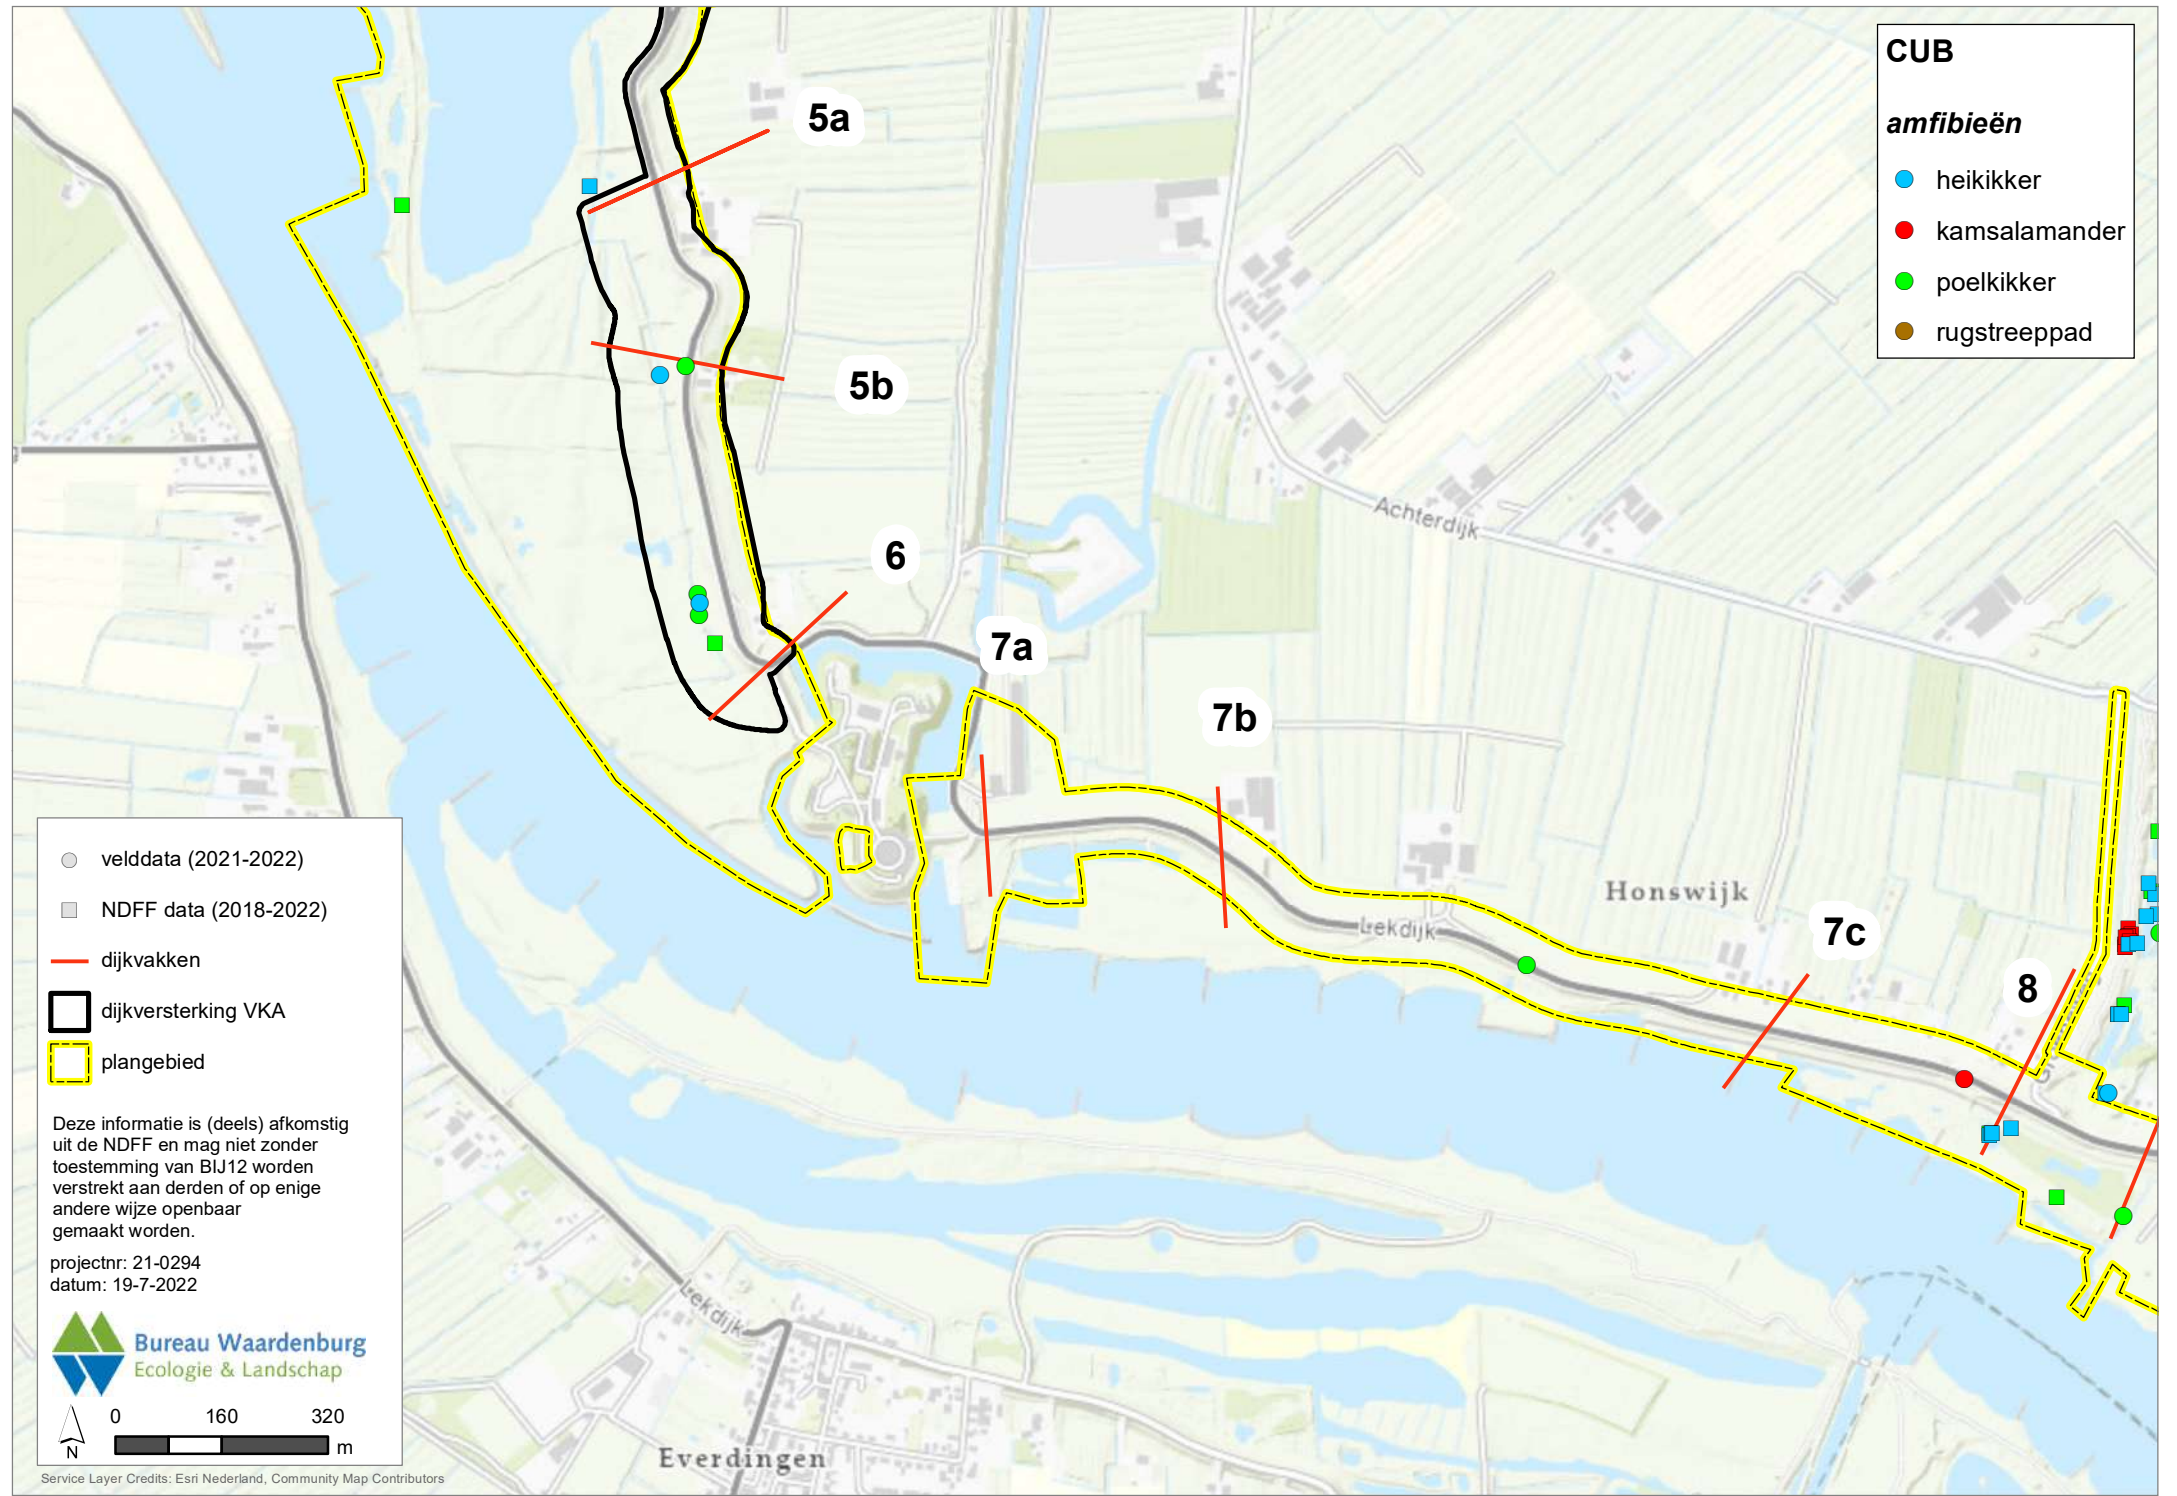 CUB
amfibieën
heikikker
kamsalamander
poelkikker
rugstreeppad
5a
5b
6
7a
7b
7c
8
Achterdijk
Honswijk
Lekdijk
Lekdijk
Everdingen
velddata (2021-2022)
NDFF data (2018-2022)
dijkvakken
dijkversterking VKA
plangebied
Deze informatie is (deels) afkomstig
uit de NDFF en mag niet zonder
toestemming van BIJ12 worden
verstrekt aan derden of op enige
andere wijze openbaar
gemaakt worden.
projectnr: 21-0294
datum: 19-7-2022
Bureau Waardenburg
Ecologie & Landschap
0 160 320
m
N
Service Layer Credits: Esri Nederland, Community Map Contributors